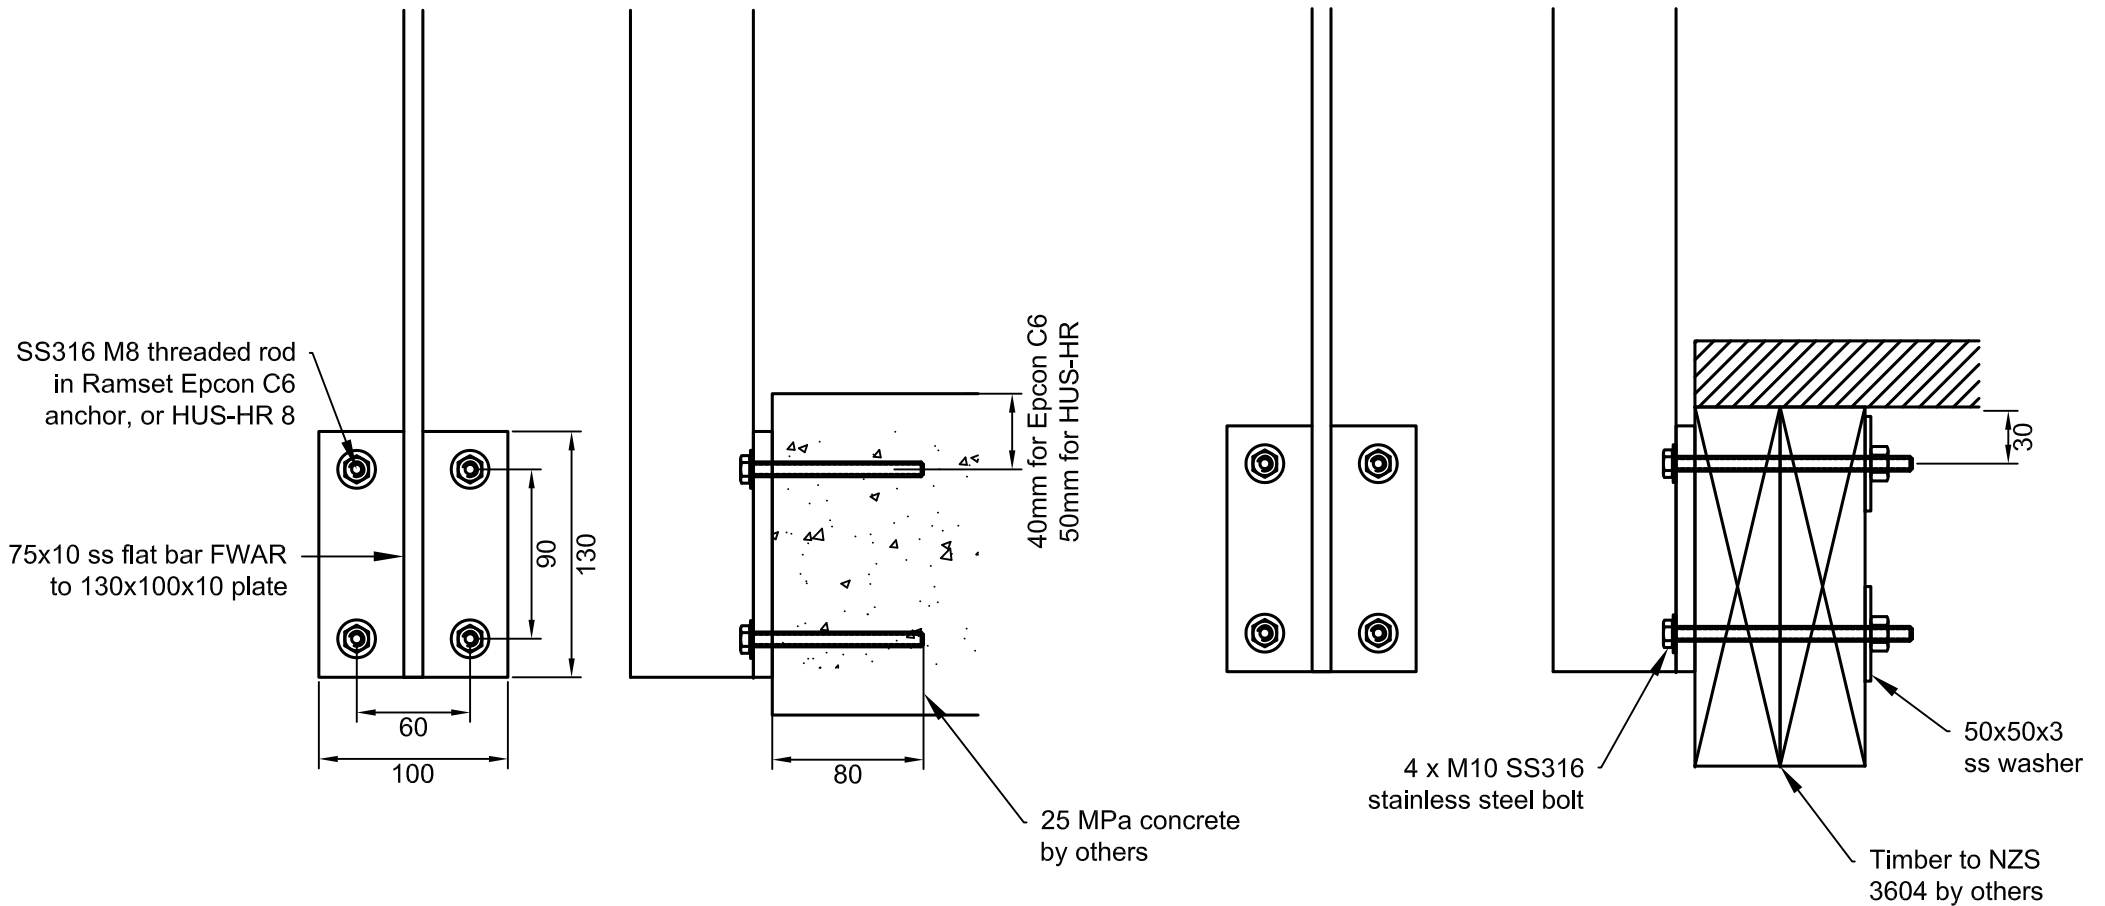 SS316 M8 threaded rod
in Ramset Epcon C6
anchor, or HUS-HR 8
75x10 ss flat bar FWAR
to 130x100x10 plate
90
130
60
100
40mm for Epcon C6
50mm for HUS-HR
80
25 MPa concrete
by others
30
4 x M10 SS316
stainless steel bolt
50x50x3
ss washer
Timber to NZS
3604 by others